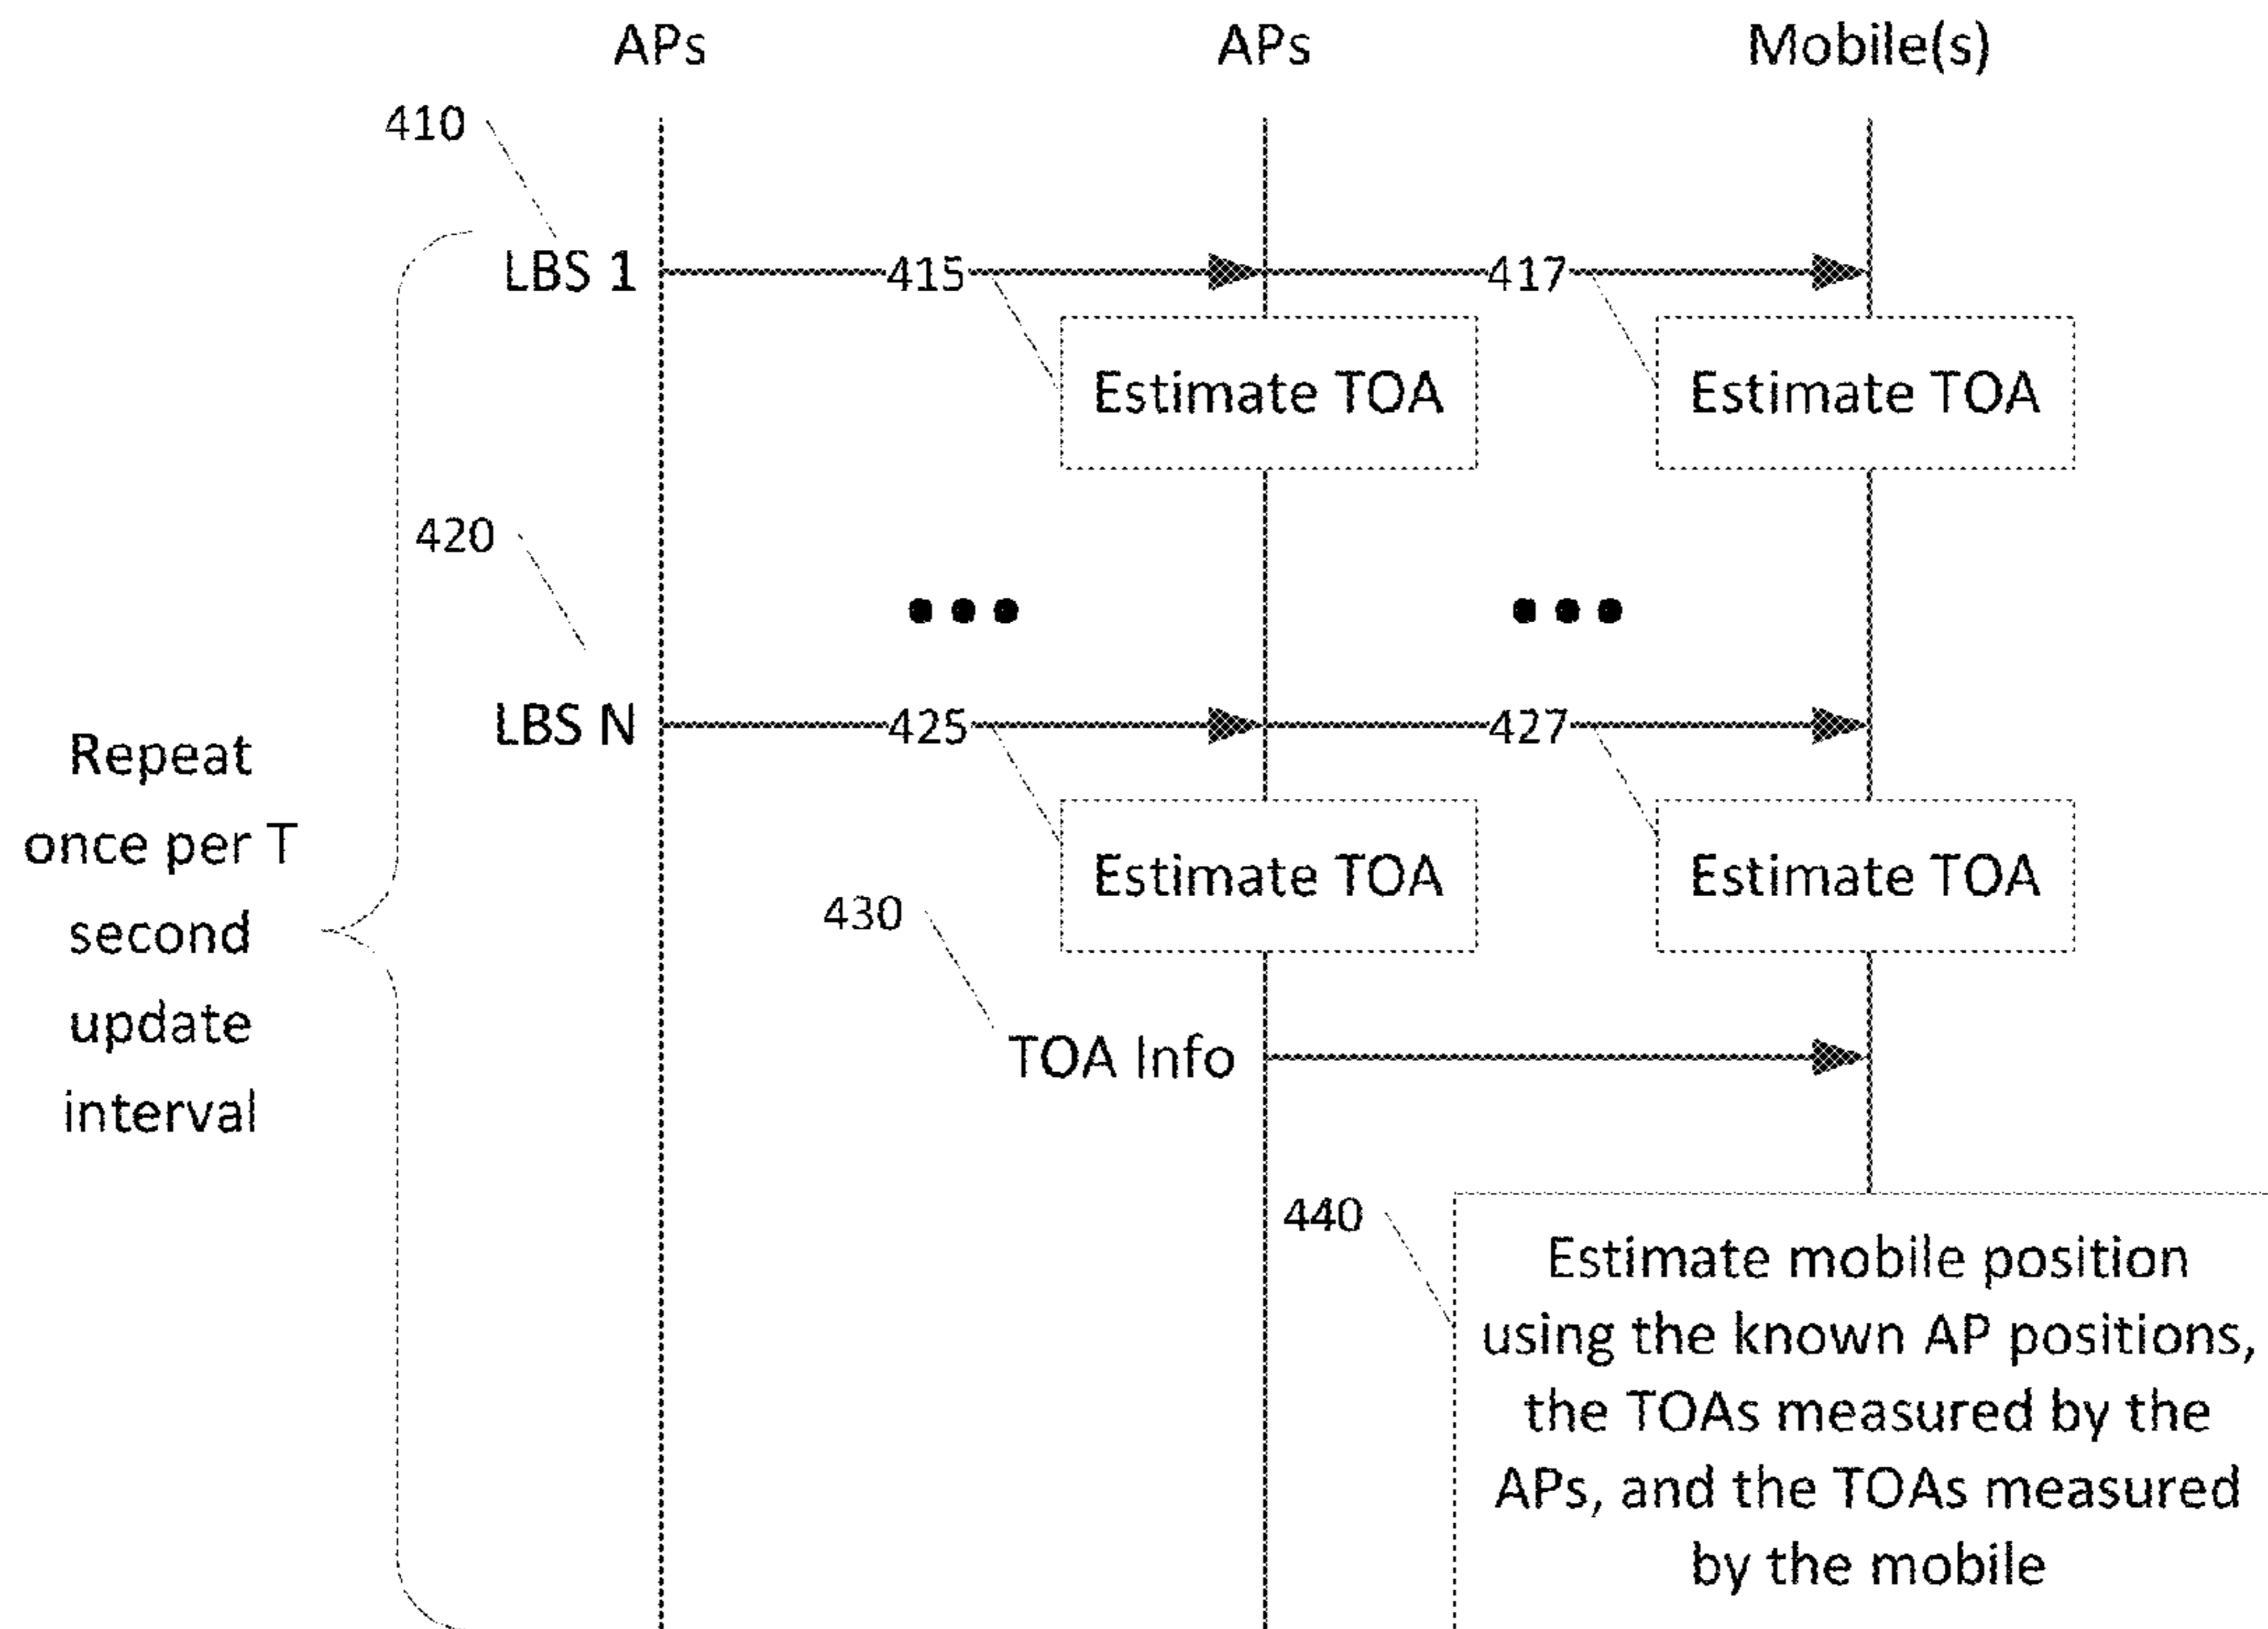 APs APs Mobile(s)
410
LBS 1 415 417
Estimate TOA Estimate TOA
420
LBS N 425 427
Estimate TOA Estimate TOA
430
TOA Info
Repeat
once per T
second
update
interval
440
Estimate mobile position
using the known AP positions,
the TOAs measured by the
APs, and the TOAs measured
by the mobile